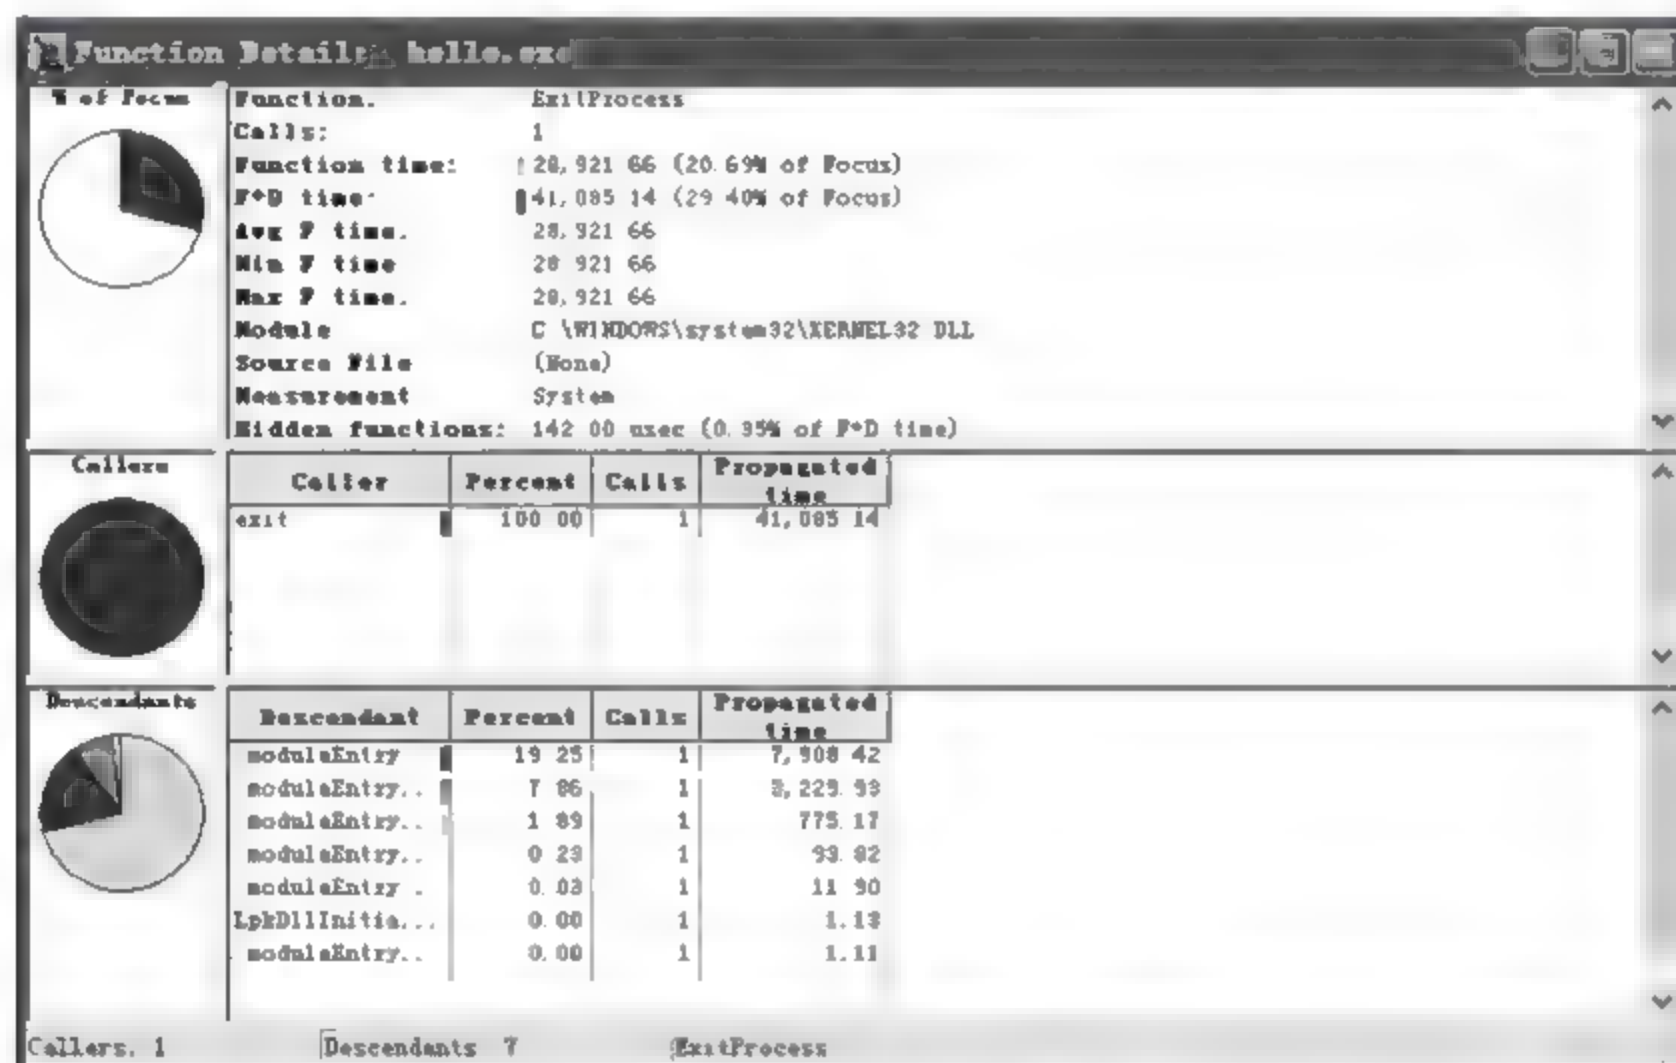 Function Details hello.exe
% of Focus
Function. ExitProcess
Calls: 1
Function time: 28,921 66 (20.69% of Focus)
F+D time: 41,085 14 (29 40% of Focus)
Avg F time. 28,921 66
Min F time 28 921 66
Max F time. 28,921 66
Module C \WINDOWS\system32\KERNEL32 DLL
Source File (None)
Measurement System
Hidden functions: 142 00 usec (0.35% of F+D time)
Callers
Caller Percent Calls Propagated time
exit 100 00 1 41,085 14
Descendants
Descendant Percent Calls Propagated time
moduleEntry 19 25 1 7,908 42
moduleEntry.. 7 86 1 3,229.93
moduleEntry.. 1 89 1 775.17
moduleEntry.. 0 23 1 93.82
moduleEntry . 0.03 1 11 90
LpkDllInitia... 0.00 1 1.13
moduleEntry.. 0.00 1 1.11
Callers. 1 Descendants 7 ExitProcess